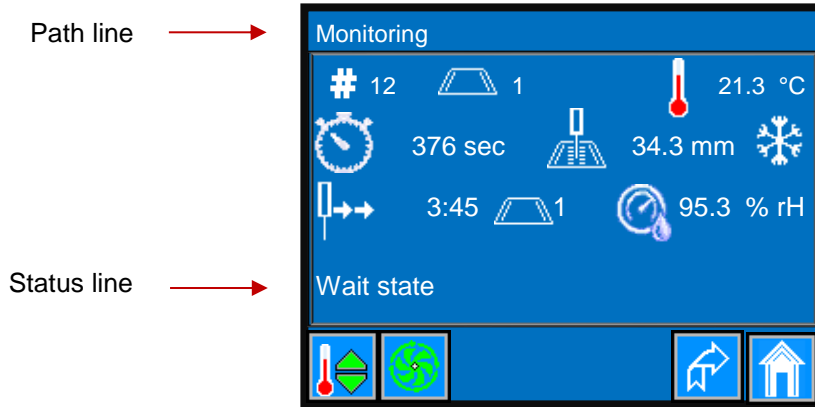 Path line
Monitoring
# 12 1 21.3 °C
376 sec 34.3 mm
3:45 1 95.3 % rH
Status line
Wait state